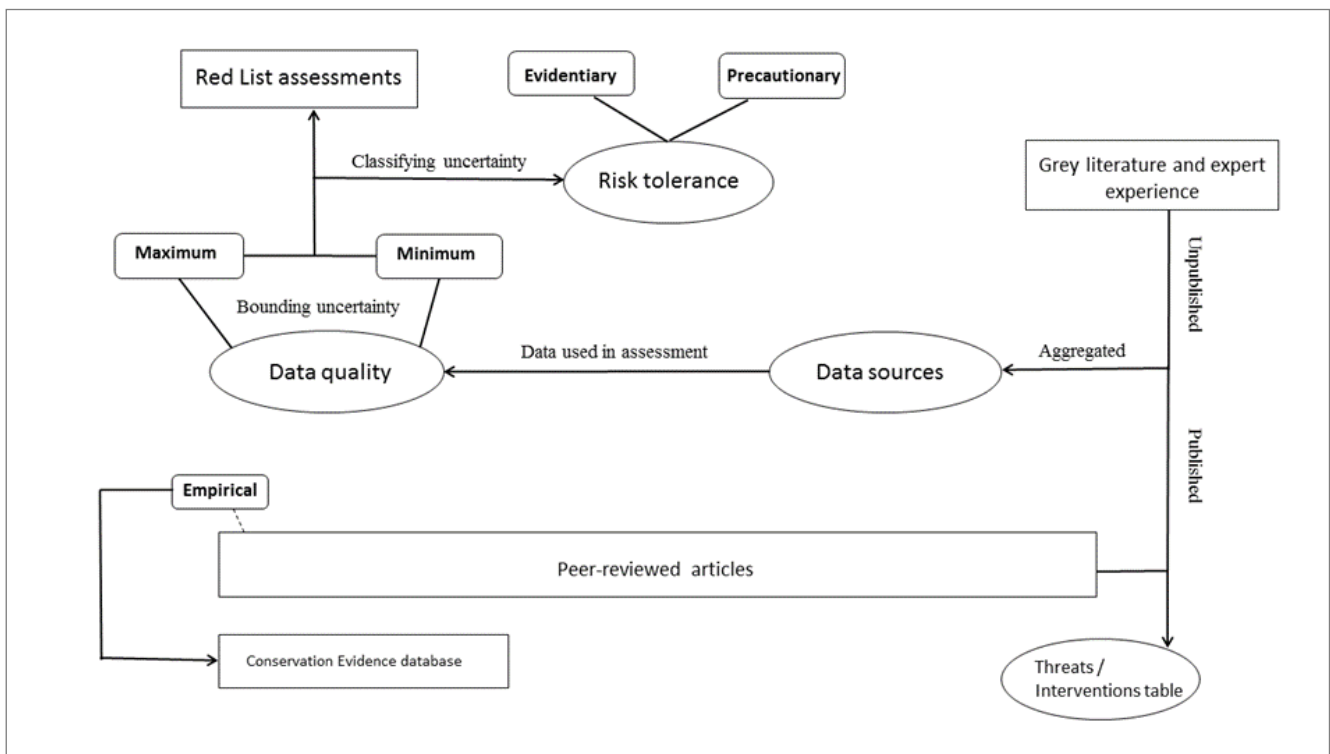 Red List assessments
Evidentiary
Precautionary
Classifying uncertainty
Risk tolerance
Grey literature and expert
experience
Maximum
Minimum
Unpublished
Bounding uncertainty
Data quality
Data used in assessment
Data sources
Aggregated
Published
Empirical
Peer-reviewed articles
Conservation Evidence database
Threats /
Interventions table